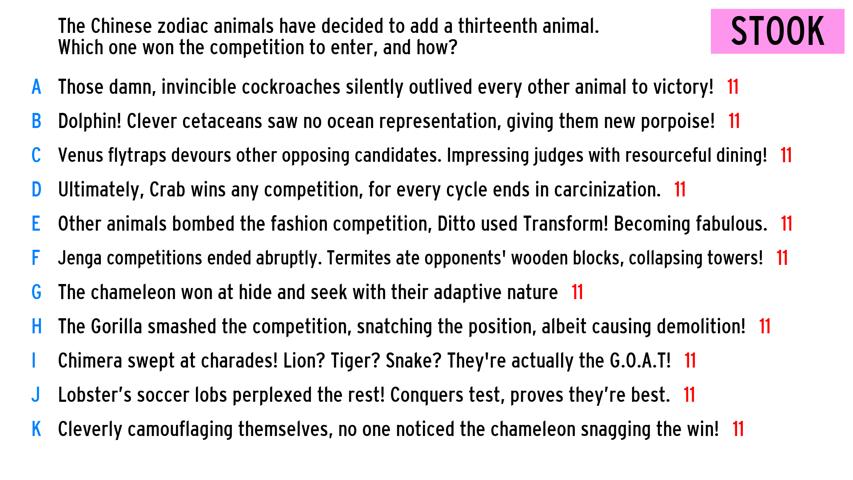 The Chinese zodiac animals have decided to add a thirteenth animal.
Which one won the competition to enter, and how?
STOOK
A Those damn, invincible cockroaches silently outlived every other animal to victory! 11
B Dolphin! Clever cetaceans saw no ocean representation, giving them new porpoise! 11
C Venus flytraps devours other opposing candidates. Impressing judges with resourceful dining! 11
D Ultimately, Crab wins any competition, for every cycle ends in carcinization. 11
E Other animals bombed the fashion competition, Ditto used Transform! Becoming fabulous. 11
F Jenga competitions ended abruptly. Termites ate opponents' wooden blocks, collapsing towers! 11
G The chameleon won at hide and seek with their adaptive nature 11
H The Gorilla smashed the competition, snatching the position, albeit causing demolition! 11
I Chimera swept at charades! Lion? Tiger? Snake? They're actually the G.O.A.T! 11
J Lobster’s soccer lobs perplexed the rest! Conquers test, proves they’re best. 11
K Cleverly camouflaging themselves, no one noticed the chameleon snagging the win! 11